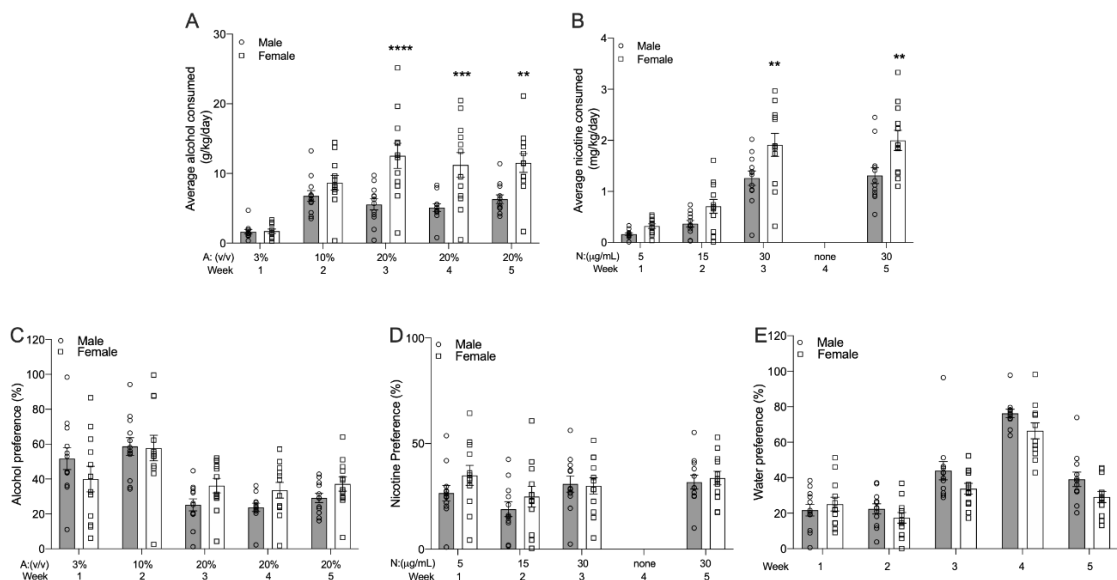 A
Male
Female
****
***
**
Average alcohol consumed
(g/kg/day)
30
20
10
0
A: (v/v) 3% 10% 20% 20% 20%
Week 1 2 3 4 5
B
Male
Female
**
**
Average nicotine consumed
(mg/kg/day)
4
3
2
1
0
N:(µg/mL) 5 15 30 none 30
Week 1 2 3 4 5
C
Male
Female
Alcohol preference (%)
120
100
80
60
40
20
0
A:(v/v) 3% 10% 20% 20% 20%
Week 1 2 3 4 5
D
Male
Female
Nicotine Preference (%)
100
50
0
N:(µg/mL) 5 15 30 none 30
Week 1 2 3 4 5
E
Male
Female
Water preference (%)
120
100
80
60
40
20
0
Week 1 2 3 4 5